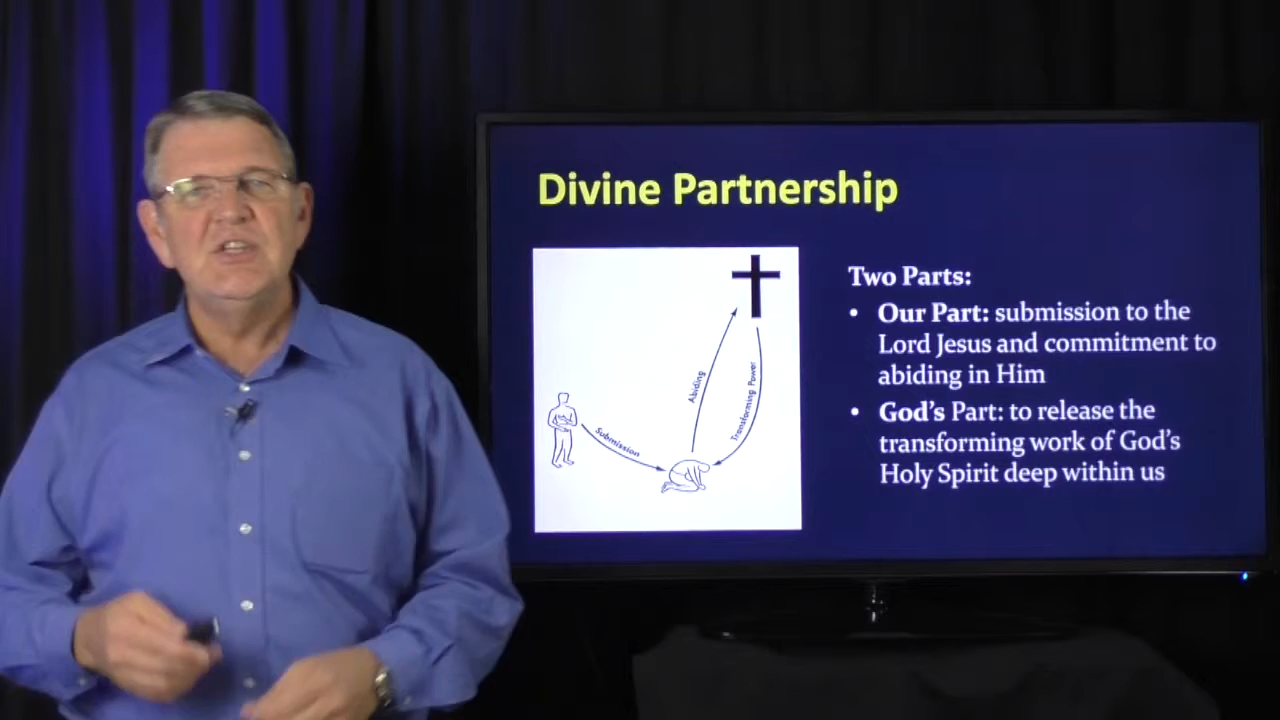 Divine Partnership
Abiding
Transforming Power
Submission
Two Parts:
• Our Part: submission to the
Lord Jesus and commitment to
abiding in Him
• God's Part: to release the
transforming work of God's
Holy Spirit deep within us